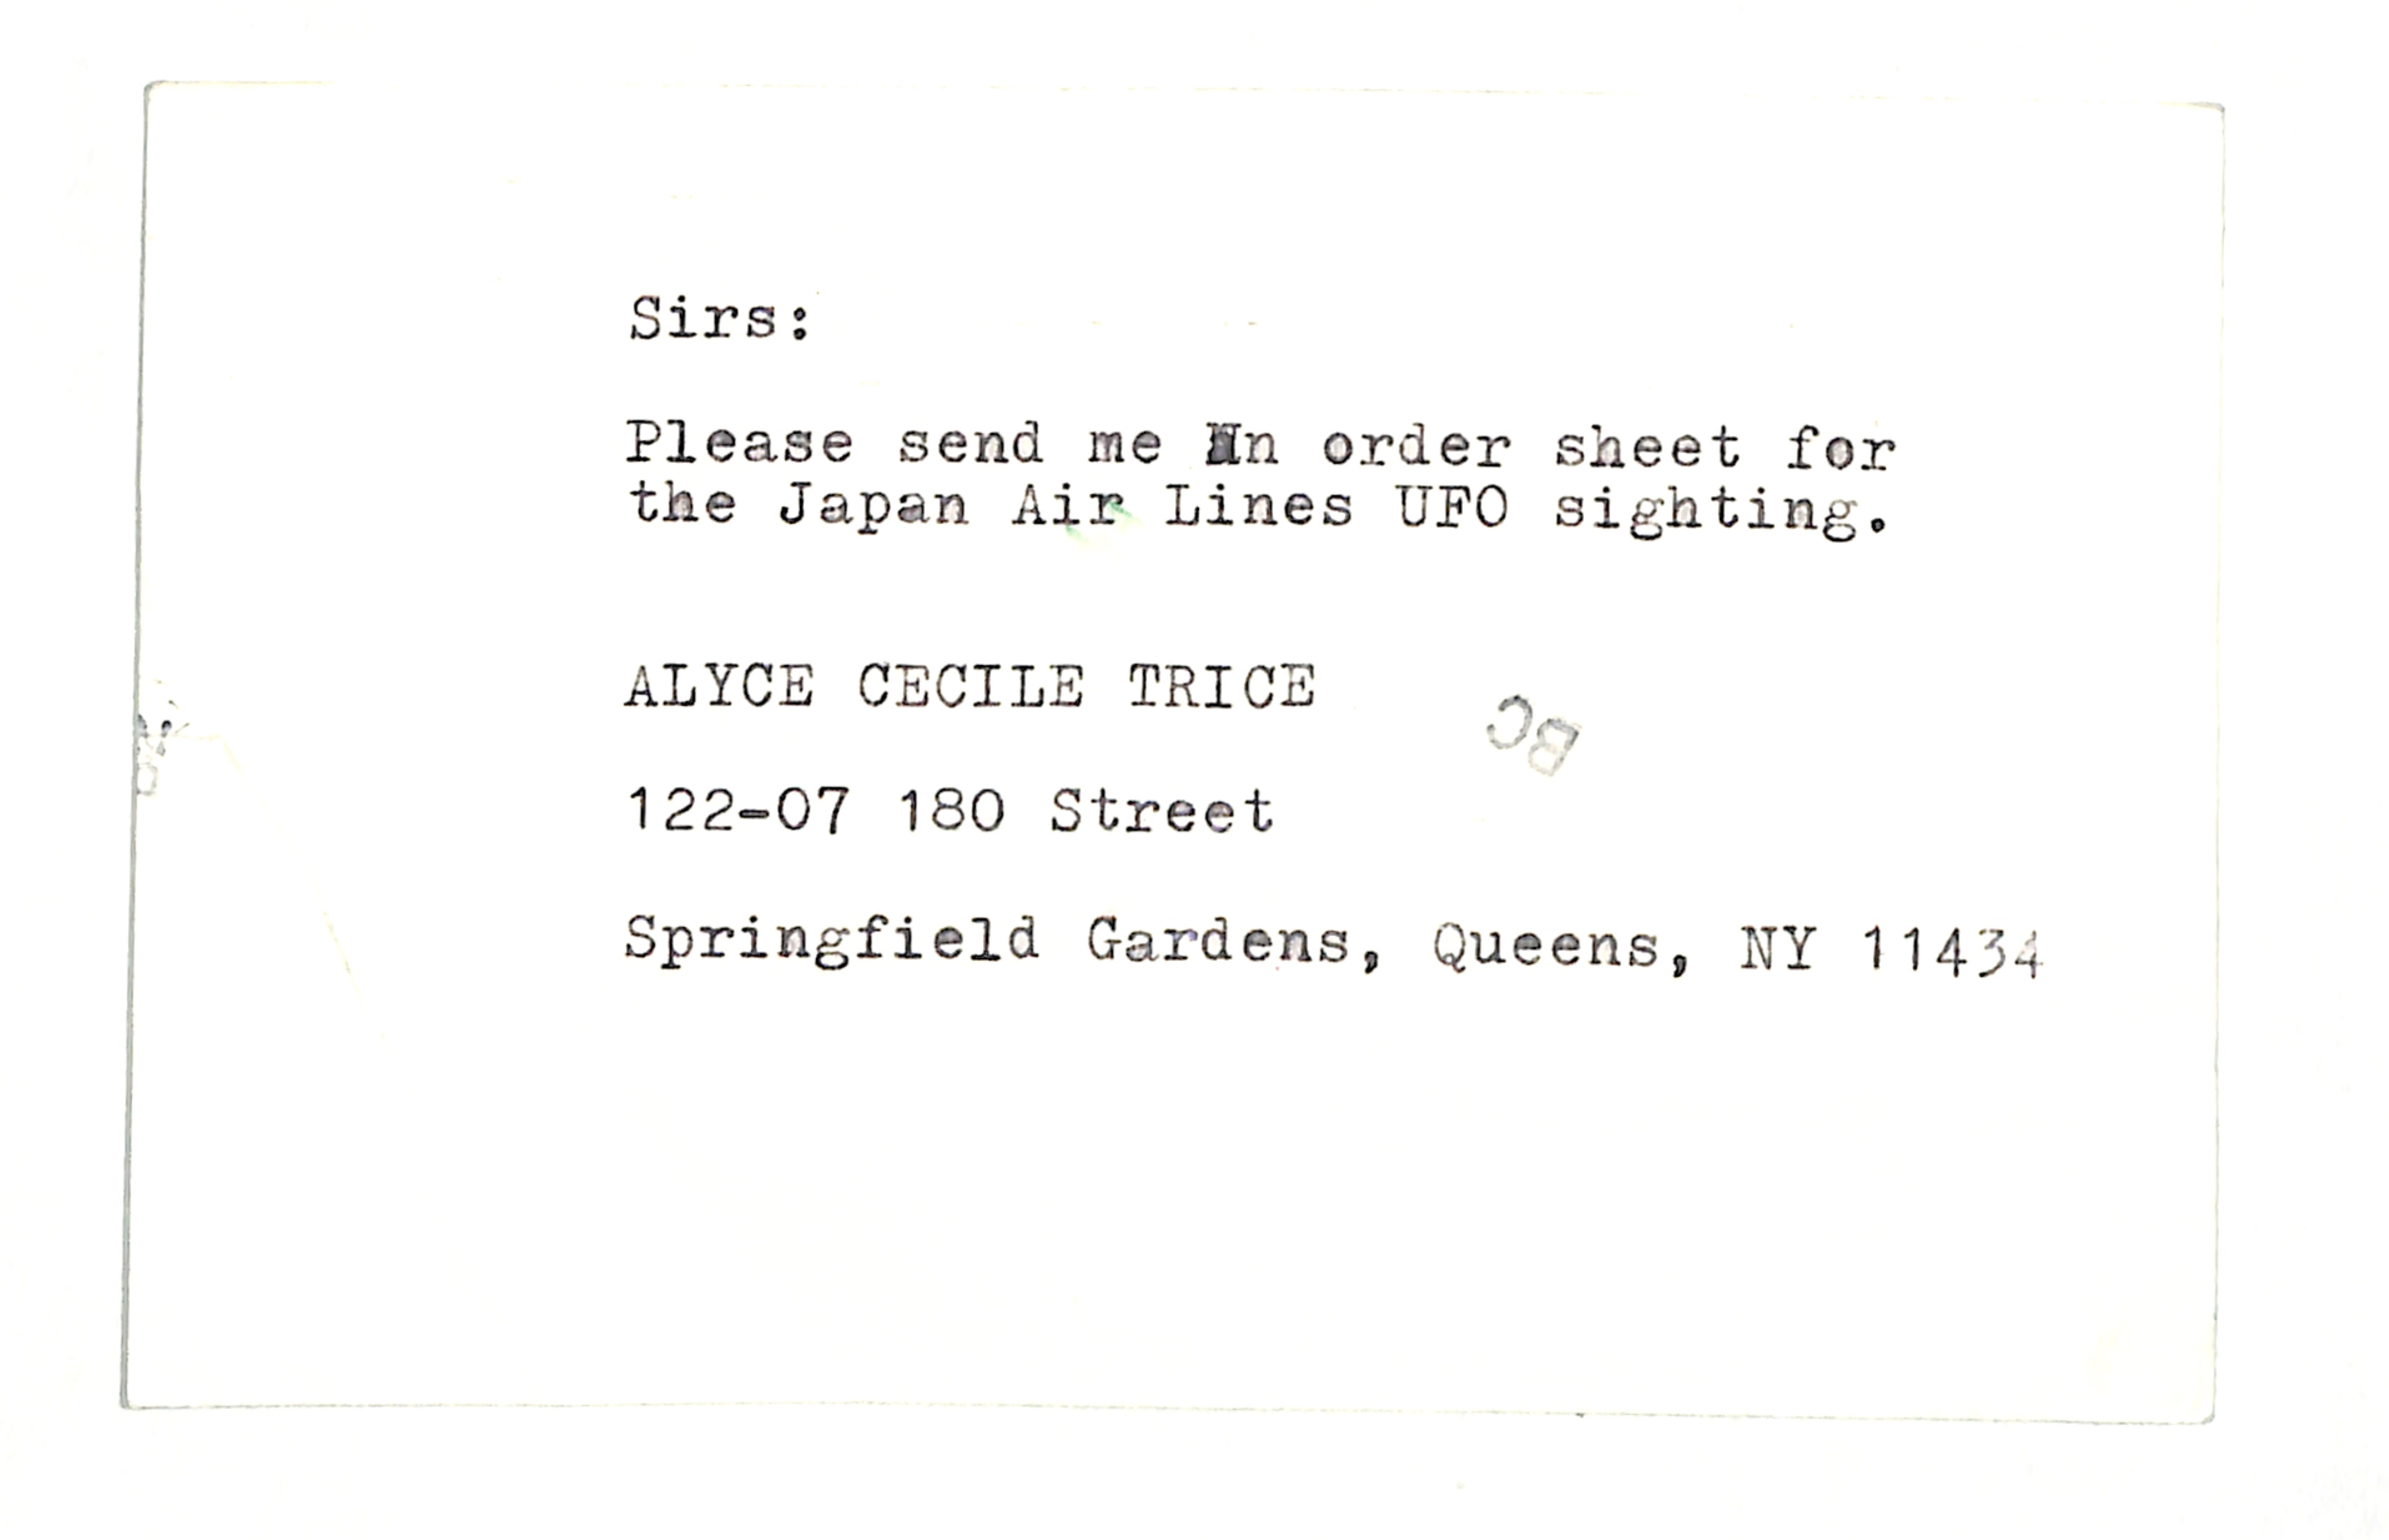 Sirs:
Please send me an order sheet for
the Japan Air Lines UFO sighting.
ALYCE CECILE TRICE
BC
122-07 180 Street
Springfield Gardens, Queens, NY 11434